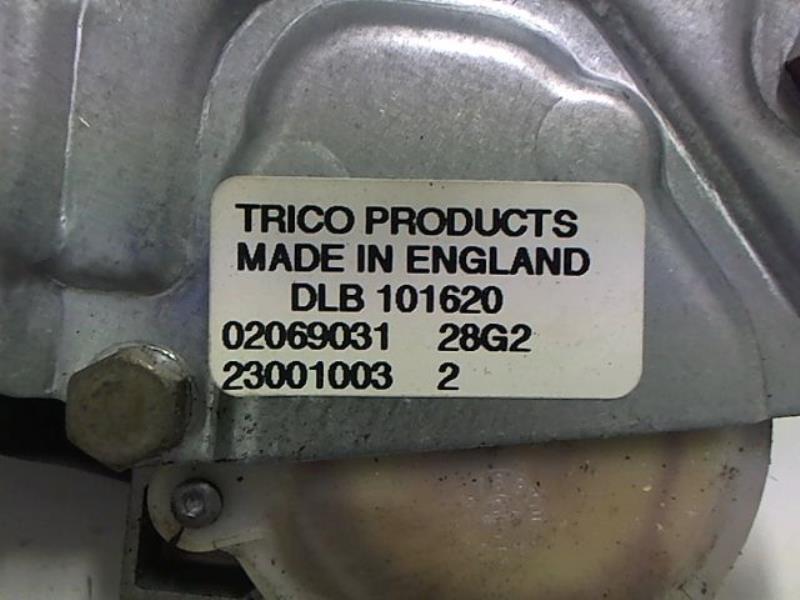 TRICO PRODUCTS
MADE IN ENGLAND
DLB 101620
02069031 28G2
23001003 2